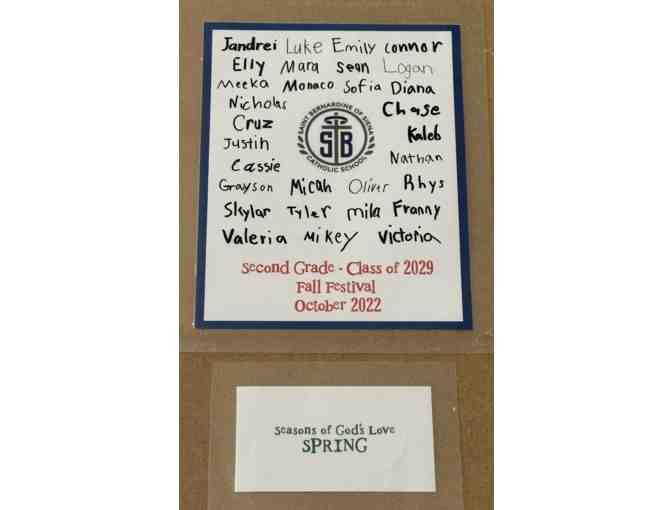 Jandrei Luke Emily Connor
Elly Mara Sean Logan
Meeka Monaco Sofia Diana
Nicholas Chase
Cruz Kaleb
Justin Nathan
Cassie
SAINT BERNARDINE OF SIENA
SB
CATHOLIC SCHOOL
Grayson Micah Oliver Rhys
Skylar Tyler mila Franny
Valeria Mikey Victoria
Second Grade - Class of 2029
Fall Festival
October 2022
Seasons of God's Love
SPRING